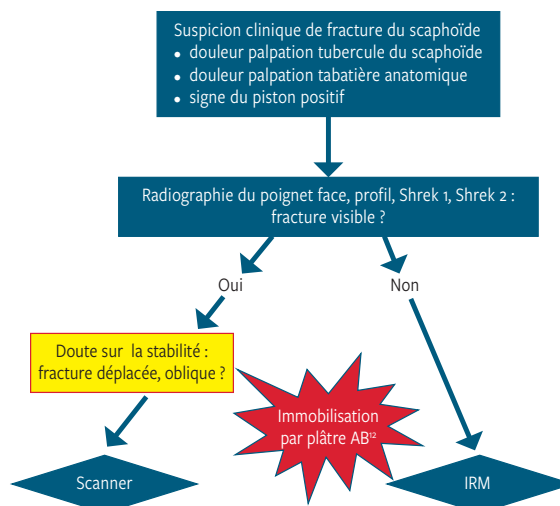 Suspicion clinique de fracture du scaphoïde
• douleur palpation tubercule du scaphoïde
• douleur palpation tabatière anatomique
• signe du piston positif
Radiographie du poignet face, profil, Shrek 1, Shrek 2 :
fracture visible ?
Oui
Non
Doute sur la stabilité :
fracture déplacée, oblique ?
Immobilisation
par plâtre AB¹²
Scanner
IRM